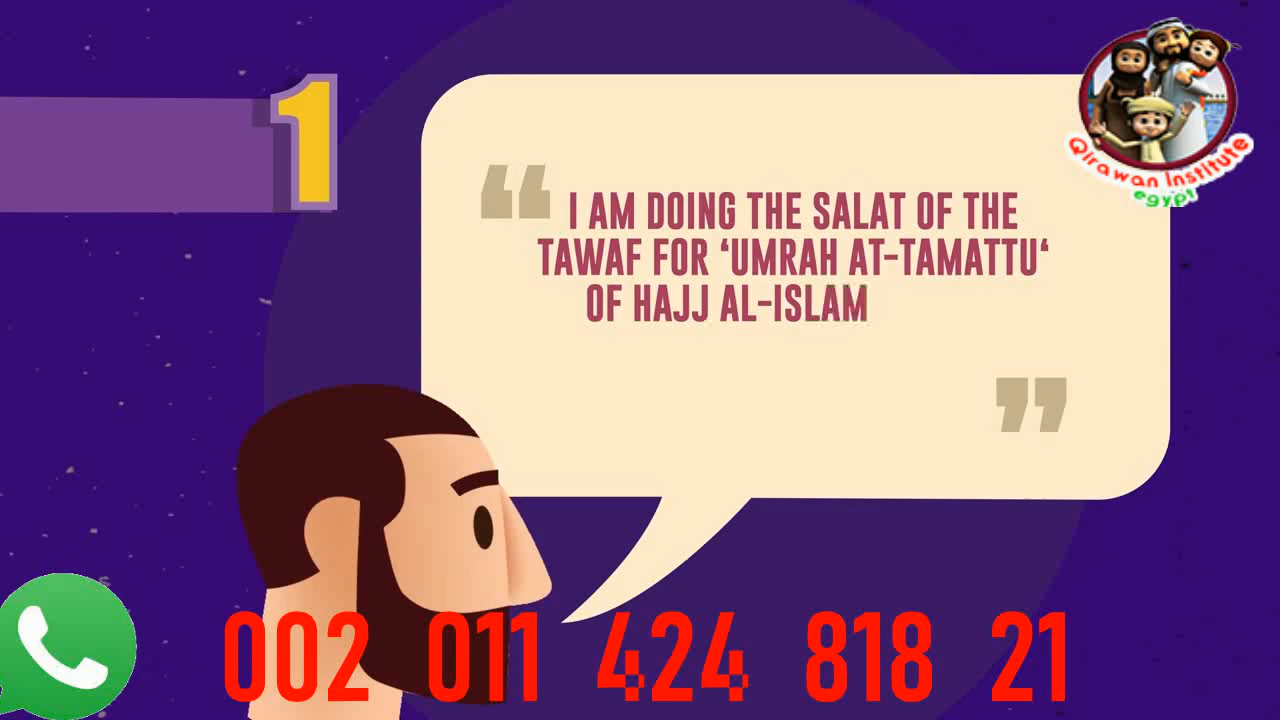 1
“ I AM DOING THE SALAT OF THE
TAWAF FOR ‘UMRAH AT-TAMATTU‘
OF HAJJ AL-ISLAM
”
Qirawan Institute
egypt
002 011 424 818 21